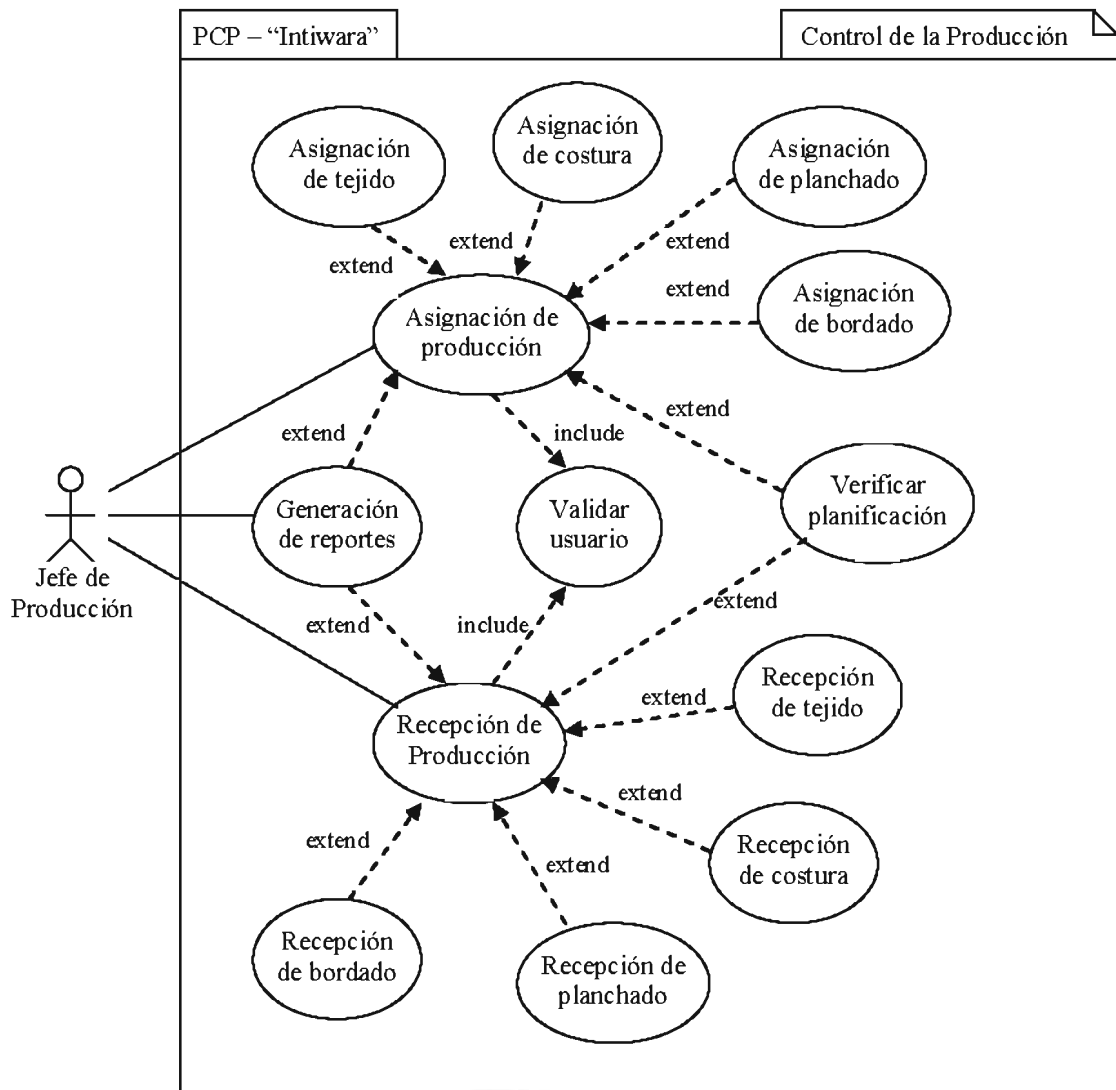 PCP – “Intiwara”
Control de la Producción
Asignación
de tejido
Asignación
de costura
Asignación
de planchado
extend
extend
extend
extend
Asignación de
producción
Asignación
de bordado
extend
include
extend
Generación
de reportes
Validar
usuario
Verificar
planificación
Jefe de
Producción
extend
include
extend
Recepción de
Producción
extend
Recepción
de tejido
extend
Recepción
de costura
extend
extend
Recepción
de bordado
Recepción de
planchado